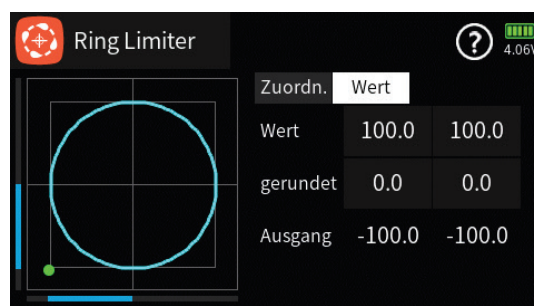 Ring Limiter ?
4.06V
Zuordn. Wert
Wert 100.0 100.0
gerundet 0.0 0.0
Ausgang -100.0 -100.0